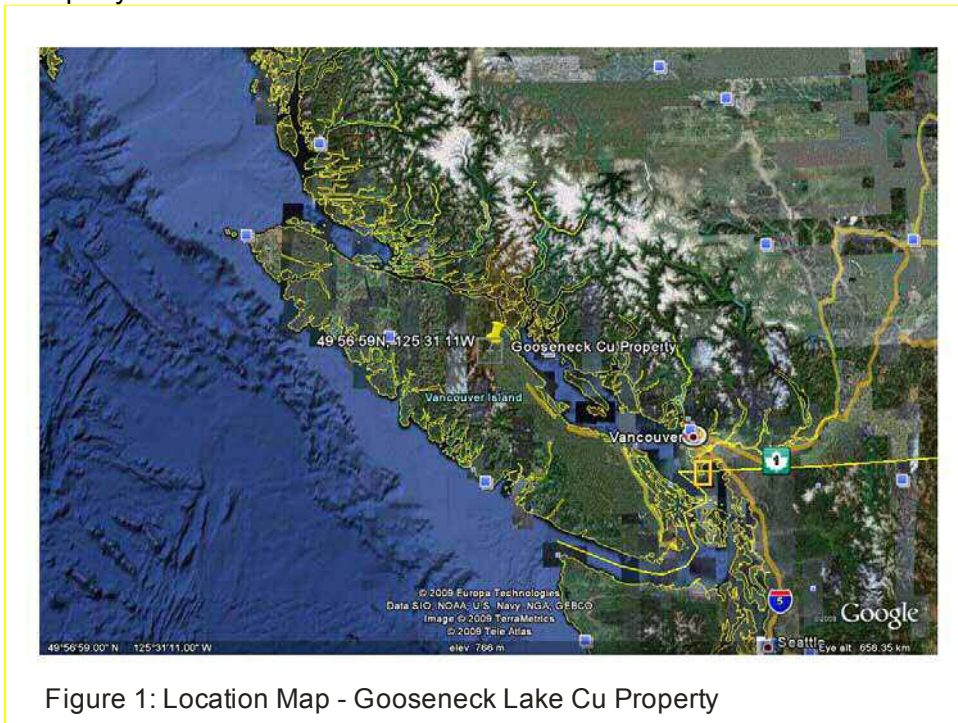 49 56 59N, 125 31 11W
Gooseneck Cu Property
Vancouver Island
Vancouver
1
© 2009 Europa Technologies
Data SIO, NOAA, U.S. Navy, NGA, GEBCO
Image © 2009 TerraMetrics
© 2009 Tele Atlas
5
©2009 Google
Seattle
49°56'59.00" N 125°31'11.00" W
elev 766 m
Eye alt 658.35 km
Figure 1: Location Map - Gooseneck Lake Cu Property